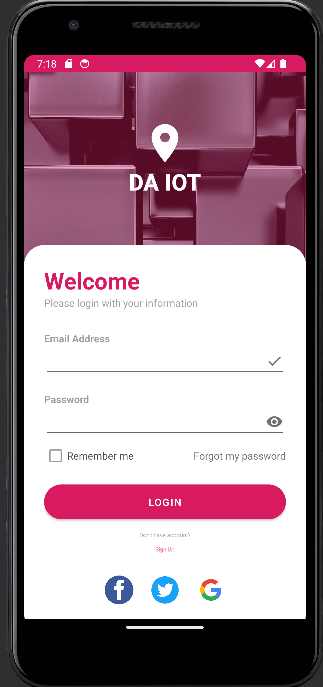 7:18
DA IOT
Welcome
Please login with your information
Email Address
Password
Remember me
Forgot my password
LOGIN
Don't have account?
Sign Up